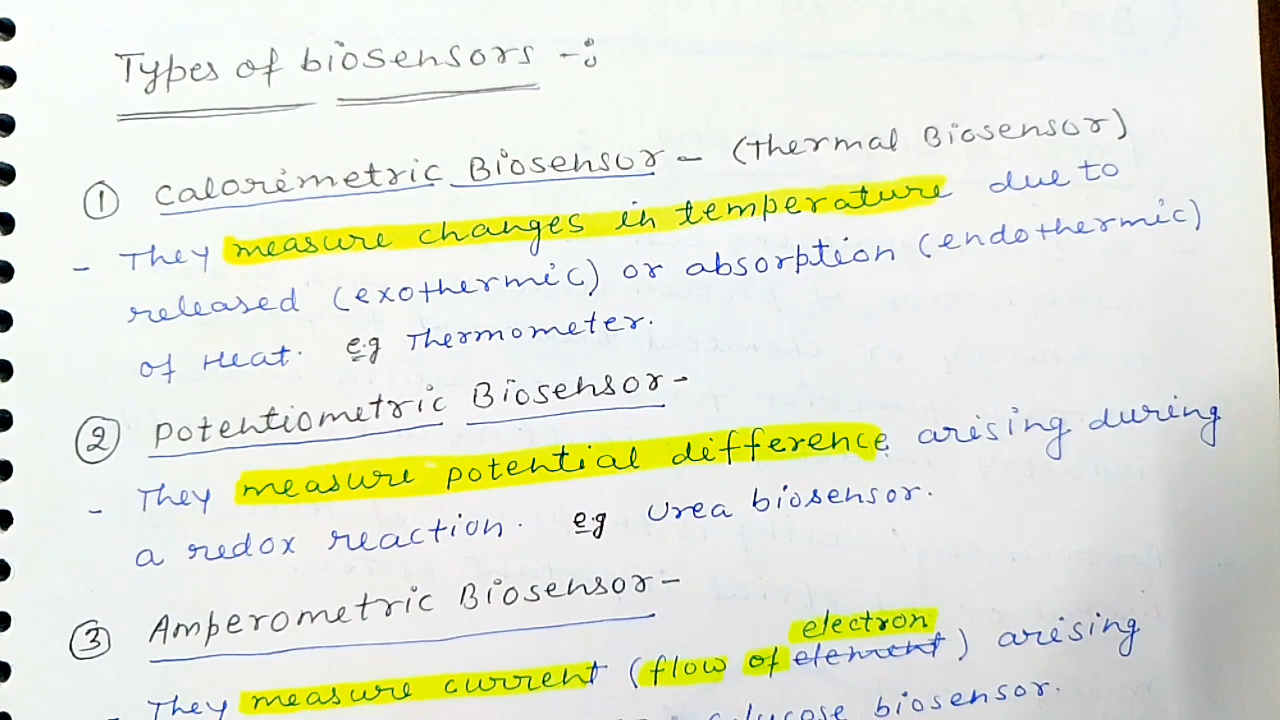 Types of biosensors -:
① Calorimetric Biosensor - (Thermal Biosensor)
- They measure changes in temperature due to
released (exothermic) or absorption (endothermic)
of Heat. e.g Thermometer.
② Potentiometric Biosensor -
- They measure potential difference arising during
a redox reaction. e.g Urea biosensor.
③ Amperometric Biosensor -
electron
- They measure current (flow of element) arising
Glucose biosensor.